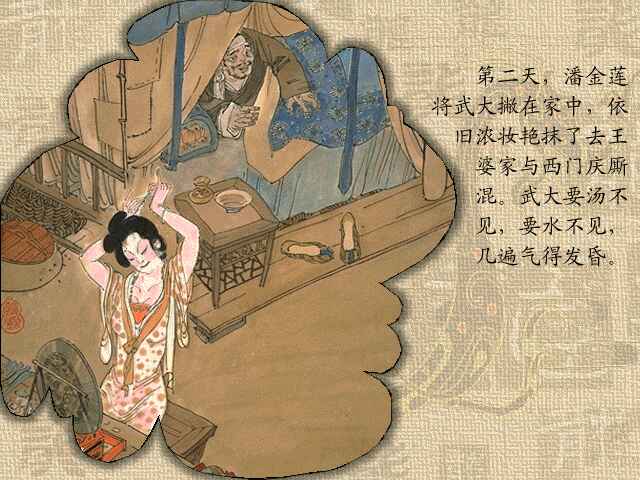 第二天，潘金莲
将武大撇在家中，依
旧浓妆艳抹了去王
婆家与西门庆厮
混。武大要汤不
见，要水不见，
几遍气得发昏。